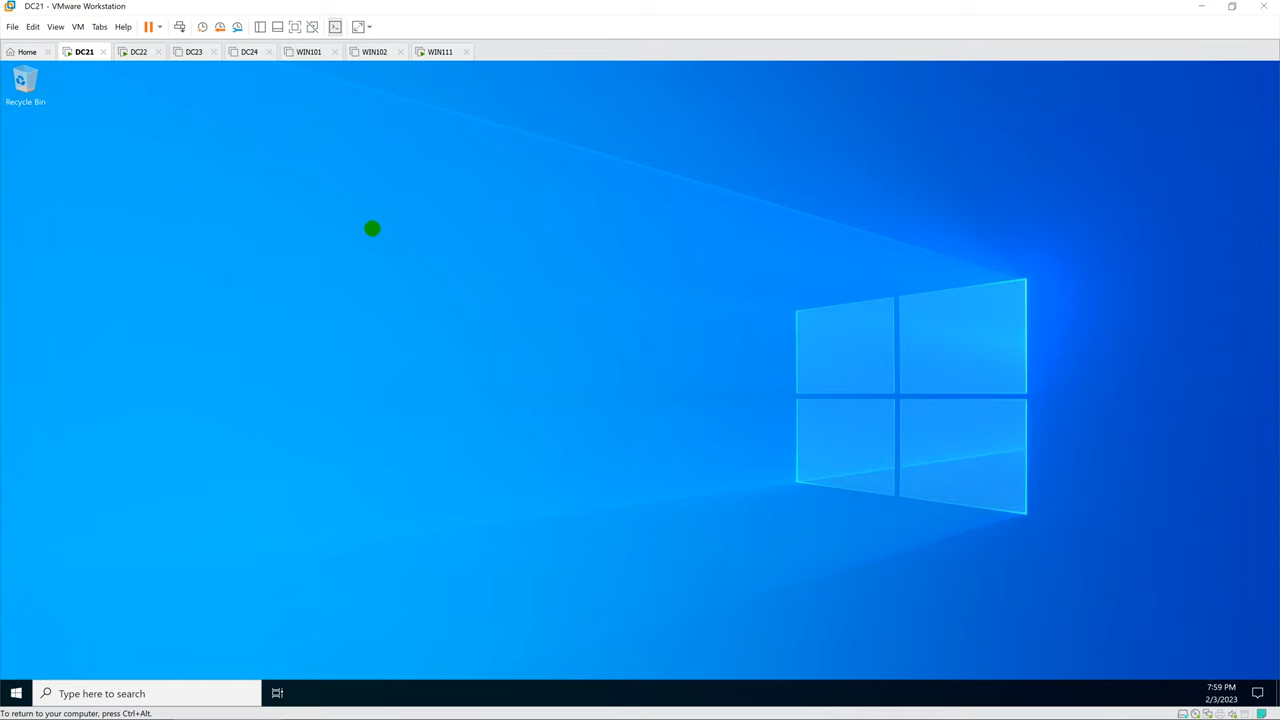 DC21 - VMware Workstation
File Edit View VM Tabs Help
Home DC21 DC22 DC23 DC24 WIN101 WIN102 WIN111
Recycle Bin
Type here to search
7:59 PM
2/3/2023
To return to your computer, press Ctrl+Alt.